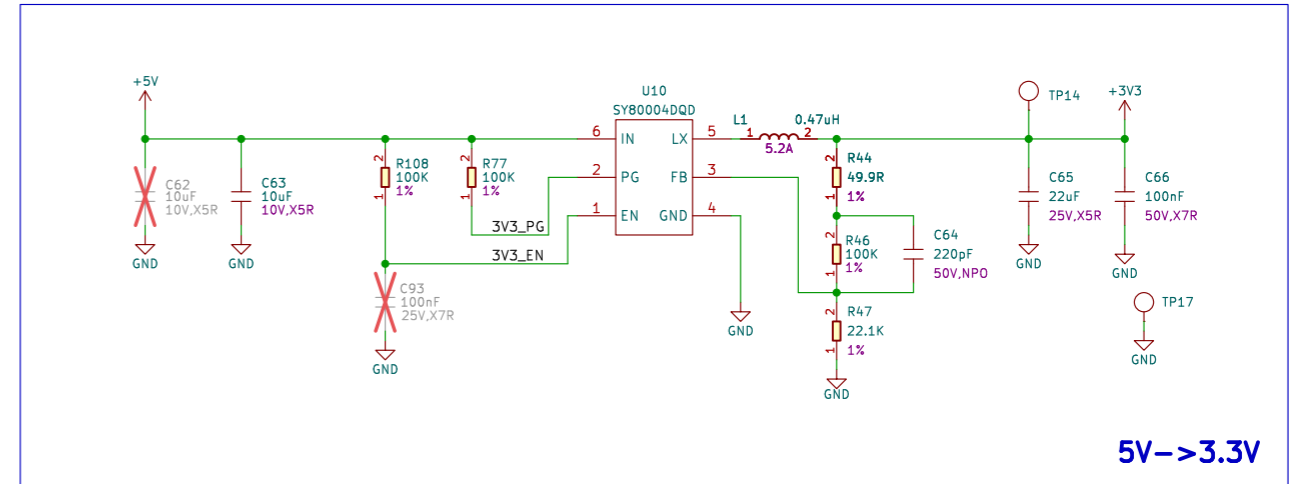 +5V
C62
10uF
10V,X5R
GND
C63
10uF
10V,X5R
GND
2
R108
100K
1%
1
2
R77
100K
1%
1
3V3_PG
3V3_EN
C93
100nF
25V,X7R
GND
U10
SY80004DQD
6 IN
2 PG
1 EN
LX 5
FB 3
GND 4
GND
L1
0.47uH
1 2
5.2A
2
R44
49.9R
1%
1
2
R46
100K
1%
1
C64
220pF
50V,NPO
2
R47
22.1K
1%
1
GND
TP14
+3V3
C65
22uF
25V,X5R
GND
C66
100nF
50V,X7R
GND
TP17
GND
5V->3.3V